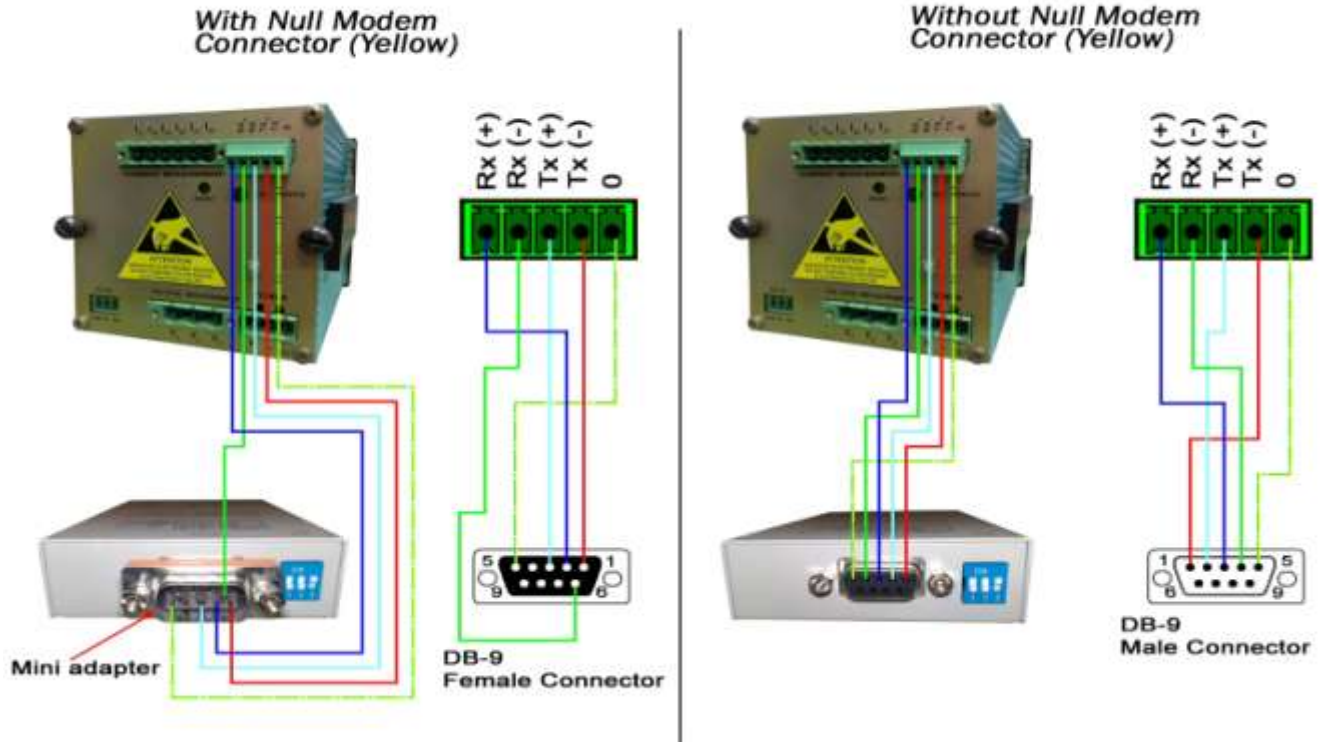 With Null Modem
Connector (Yellow)
Rx (+)
Rx (-)
Tx (+)
Tx (-)
0
ATTENTION
5
1
9
6
Mini adapter
DB-9
Female Connector
Without Null Modem
Connector (Yellow)
Rx (+)
Rx (-)
Tx (+)
Tx (-)
0
ATTENTION
1
5
6
9
DB-9
Male Connector